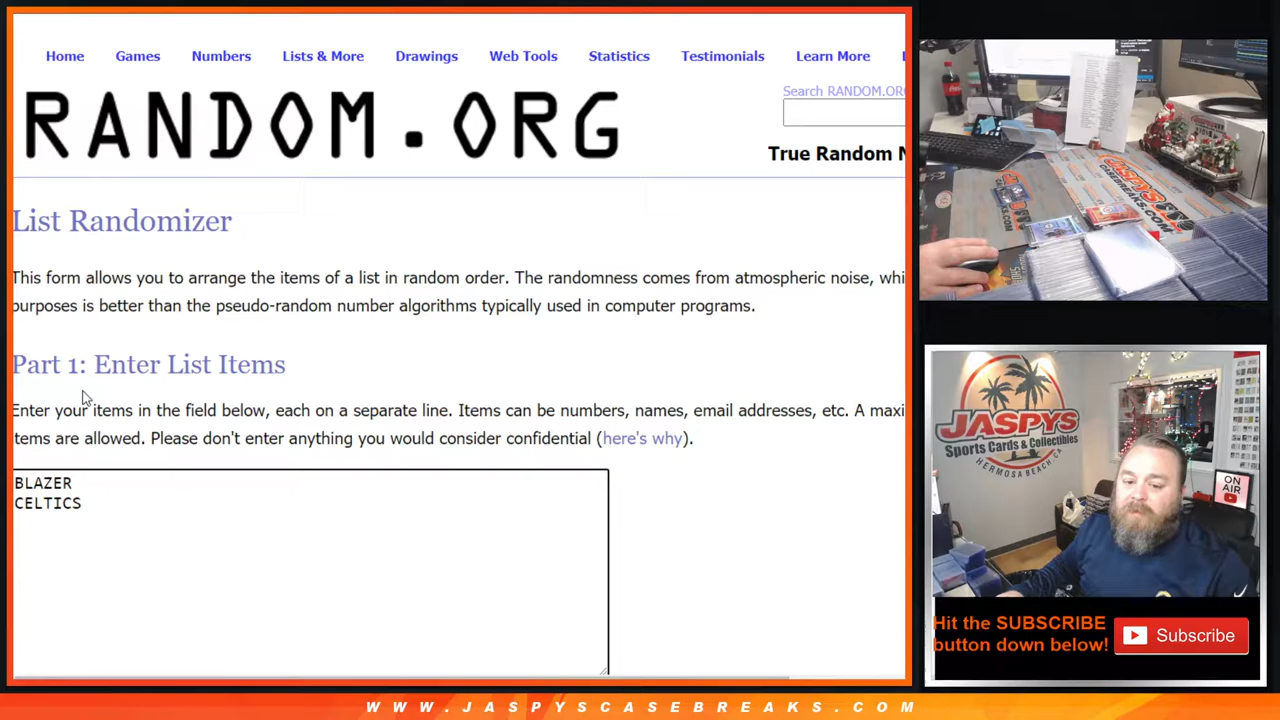 Home Games Numbers Lists & More Drawings Web Tools Statistics Testimonials Learn More
Search RANDOM.ORG
RANDOM.ORG
True Random N
List Randomizer
This form allows you to arrange the items of a list in random order. The randomness comes from atmospheric noise, whi
purposes is better than the pseudo-random number algorithms typically used in computer programs.
Part 1: Enter List Items
Enter your items in the field below, each on a separate line. Items can be numbers, names, email addresses, etc. A maxi
items are allowed. Please don't enter anything you would consider confidential (here's why).
BLAZER
CELTICS
JASPYS
CASEBREAKS.COM
JASPYS
Sports Cards & Collectibles
HERMOSA BEACH, CA
ON
AIR
Hit the SUBSCRIBE
button down below!
Subscribe
WWW.JASPYSCASEBREAKS.COM